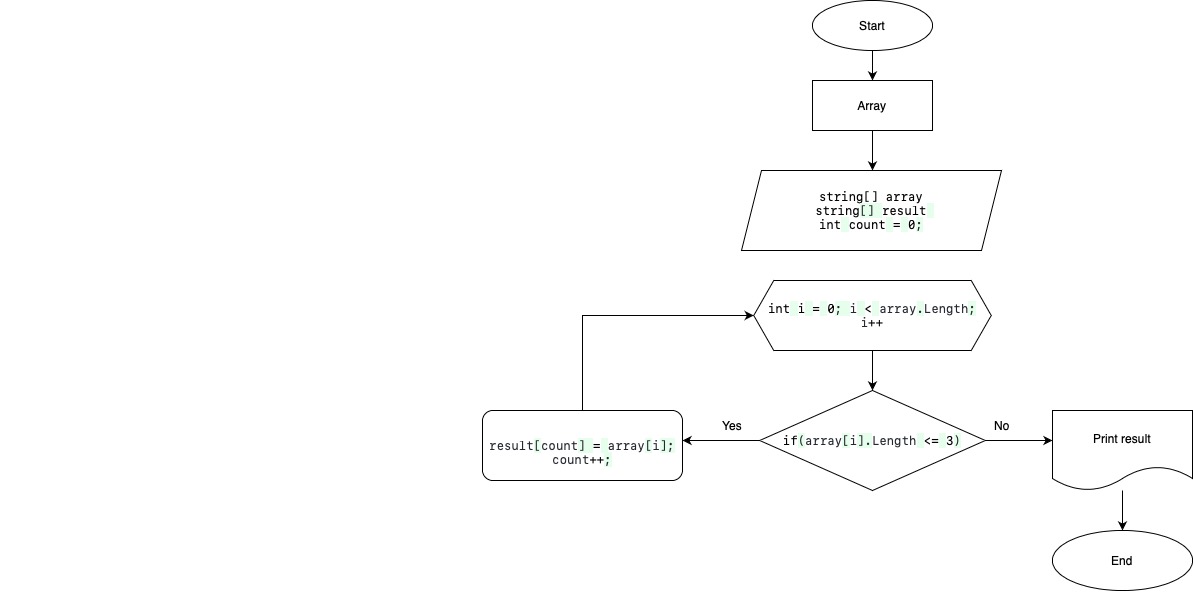 Start
Array
string[] array
string[] result
int count = 0;
int i = 0; i < array.Length;
i++
Yes
if(array[i].Length <= 3)
No
Print result
result[count] = array[i];
count++;
End